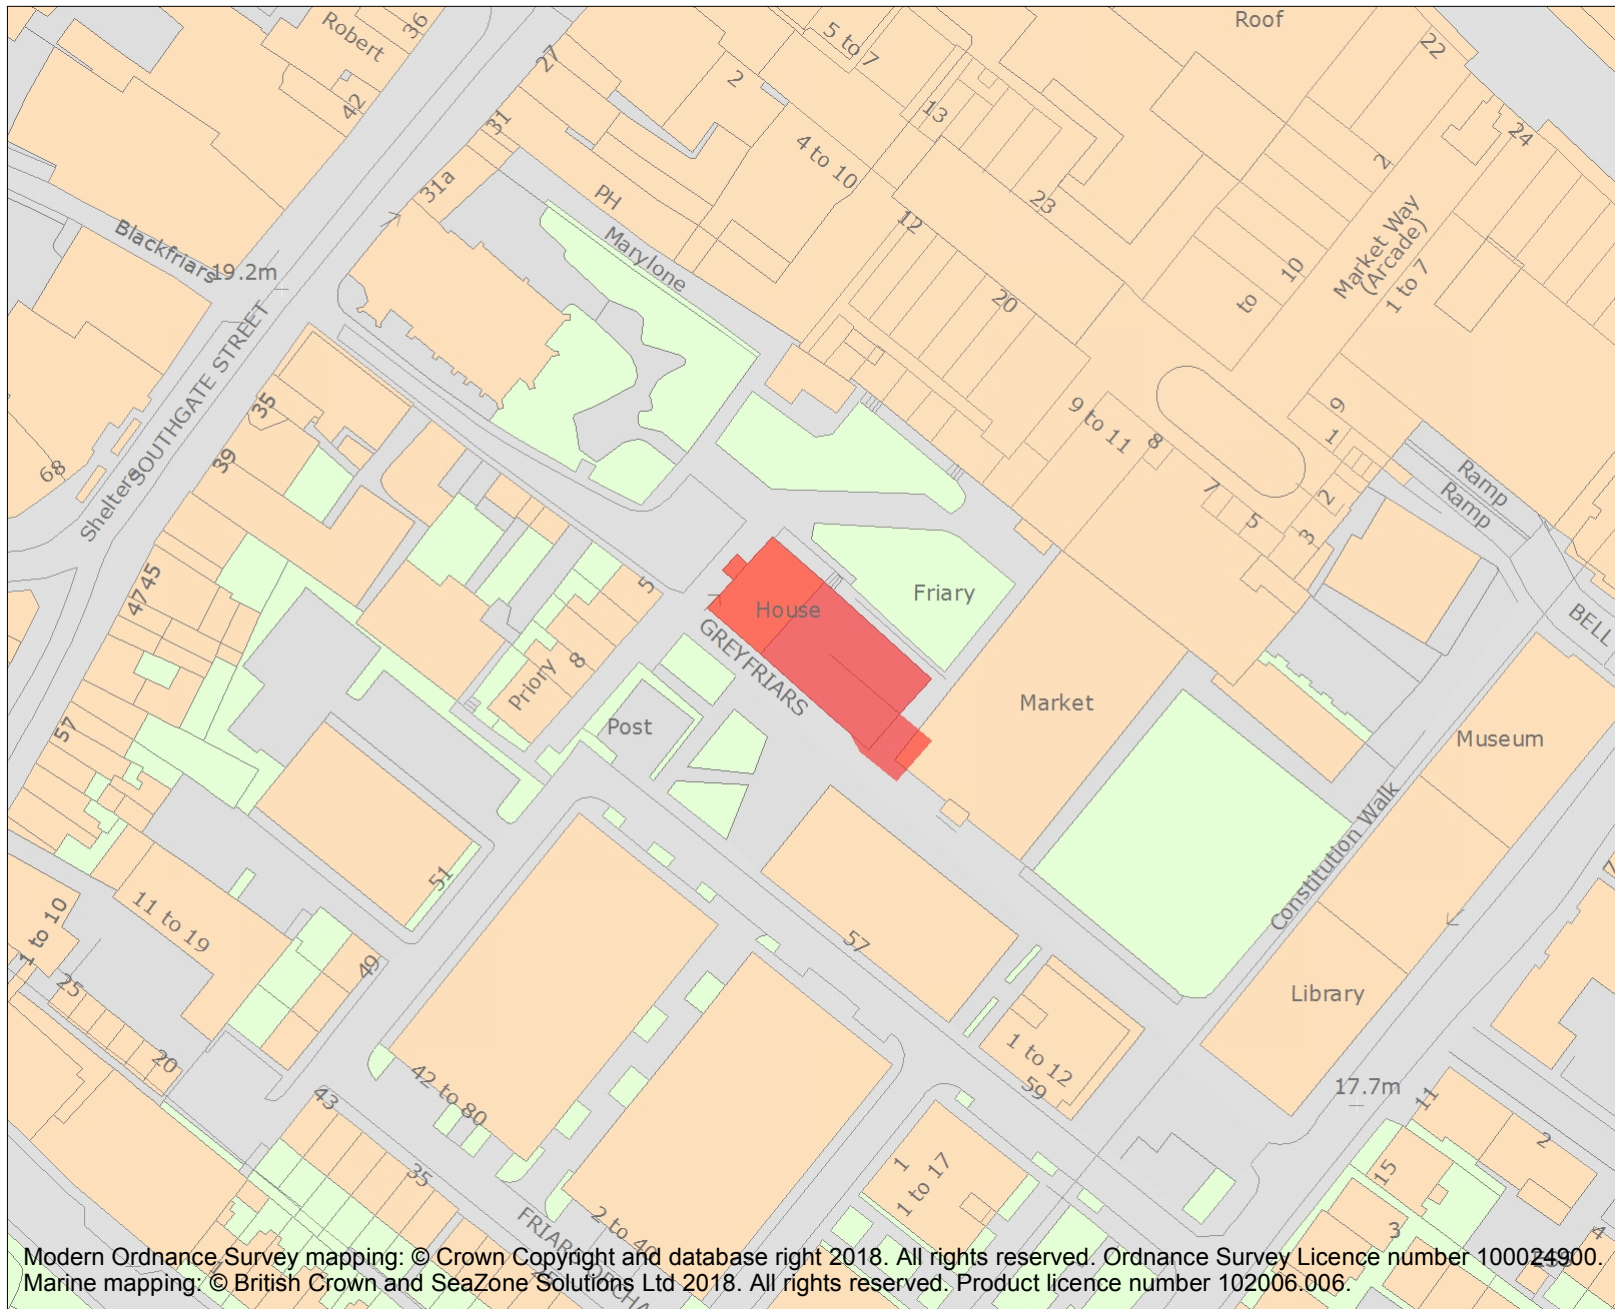 Roof
Robert
36
5 to 7
22
27
2
42
13
31
24
4 to 10
2
31a
PH
23
12
Market Way
(Arcade)
Blackfriars
Marylone
19.2m
10
20
to
1 to 7
SOUTHGATE STREET
35
9 to 11
8
9
1
39
68
Shelters
7
5
2
3
Ramp
Ramp
45
47
5
House
Friary
BELL
GREYFRIARS
8
Priory
57
Post
Market
Museum
Constitution Walk
51
11 to 19
1 to 10
49
57
25
Library
20
42 to 80
1 to 12
59
17.7m
43
11
2
35
1
1 to 17
15
2 to 40
3
4
FRIARS
Modern Ordnance Survey mapping: © Crown Copyright and database right 2018. All rights reserved. Ordnance Survey Licence number 100024900.
Marine mapping: © British Crown and SeaZone Solutions Ltd 2018. All rights reserved. Product licence number 102006.006.